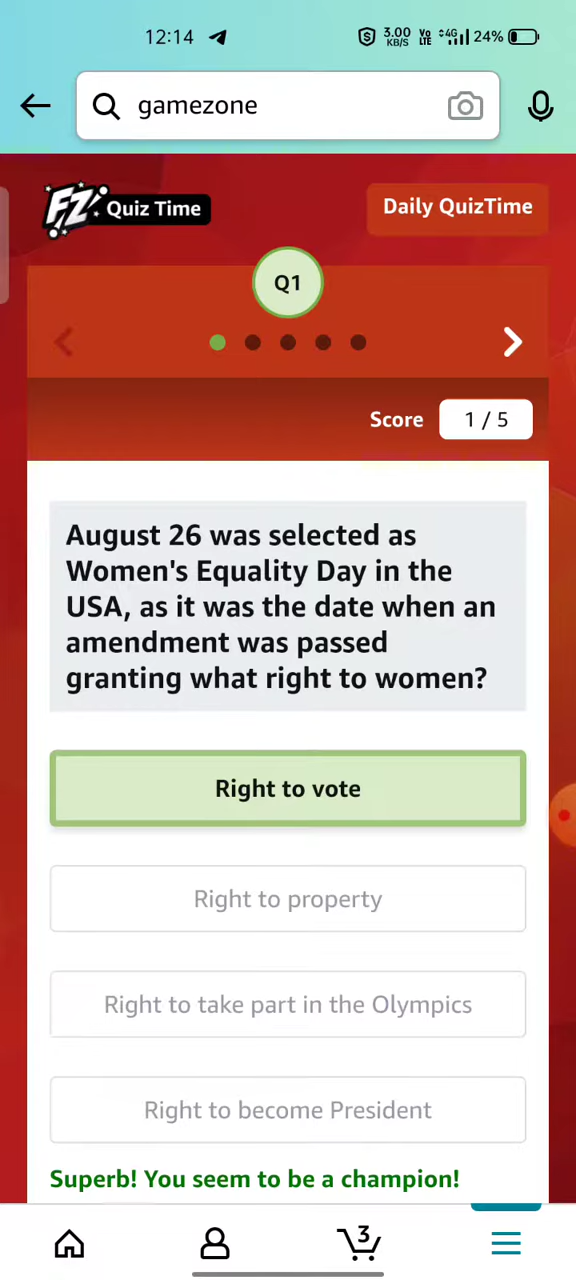 12:14 3.00 KB/S VoLTE 4G 24%
gamezone
FZ Quiz Time Daily QuizTime
Q1
Score 1 / 5
August 26 was selected as
Women's Equality Day in the
USA, as it was the date when an
amendment was passed
granting what right to women?
Right to vote
Right to property
Right to take part in the Olympics
Right to become President
Superb! You seem to be a champion!
3